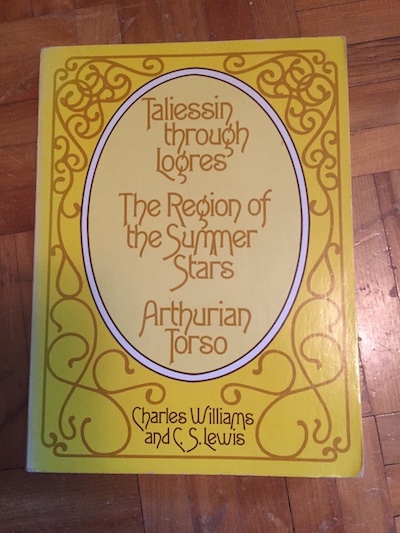 Taliessin
through
Logres
The Region of
the Summer
Stars
Arthurian
Torso
Charles Williams
and C. S. Lewis